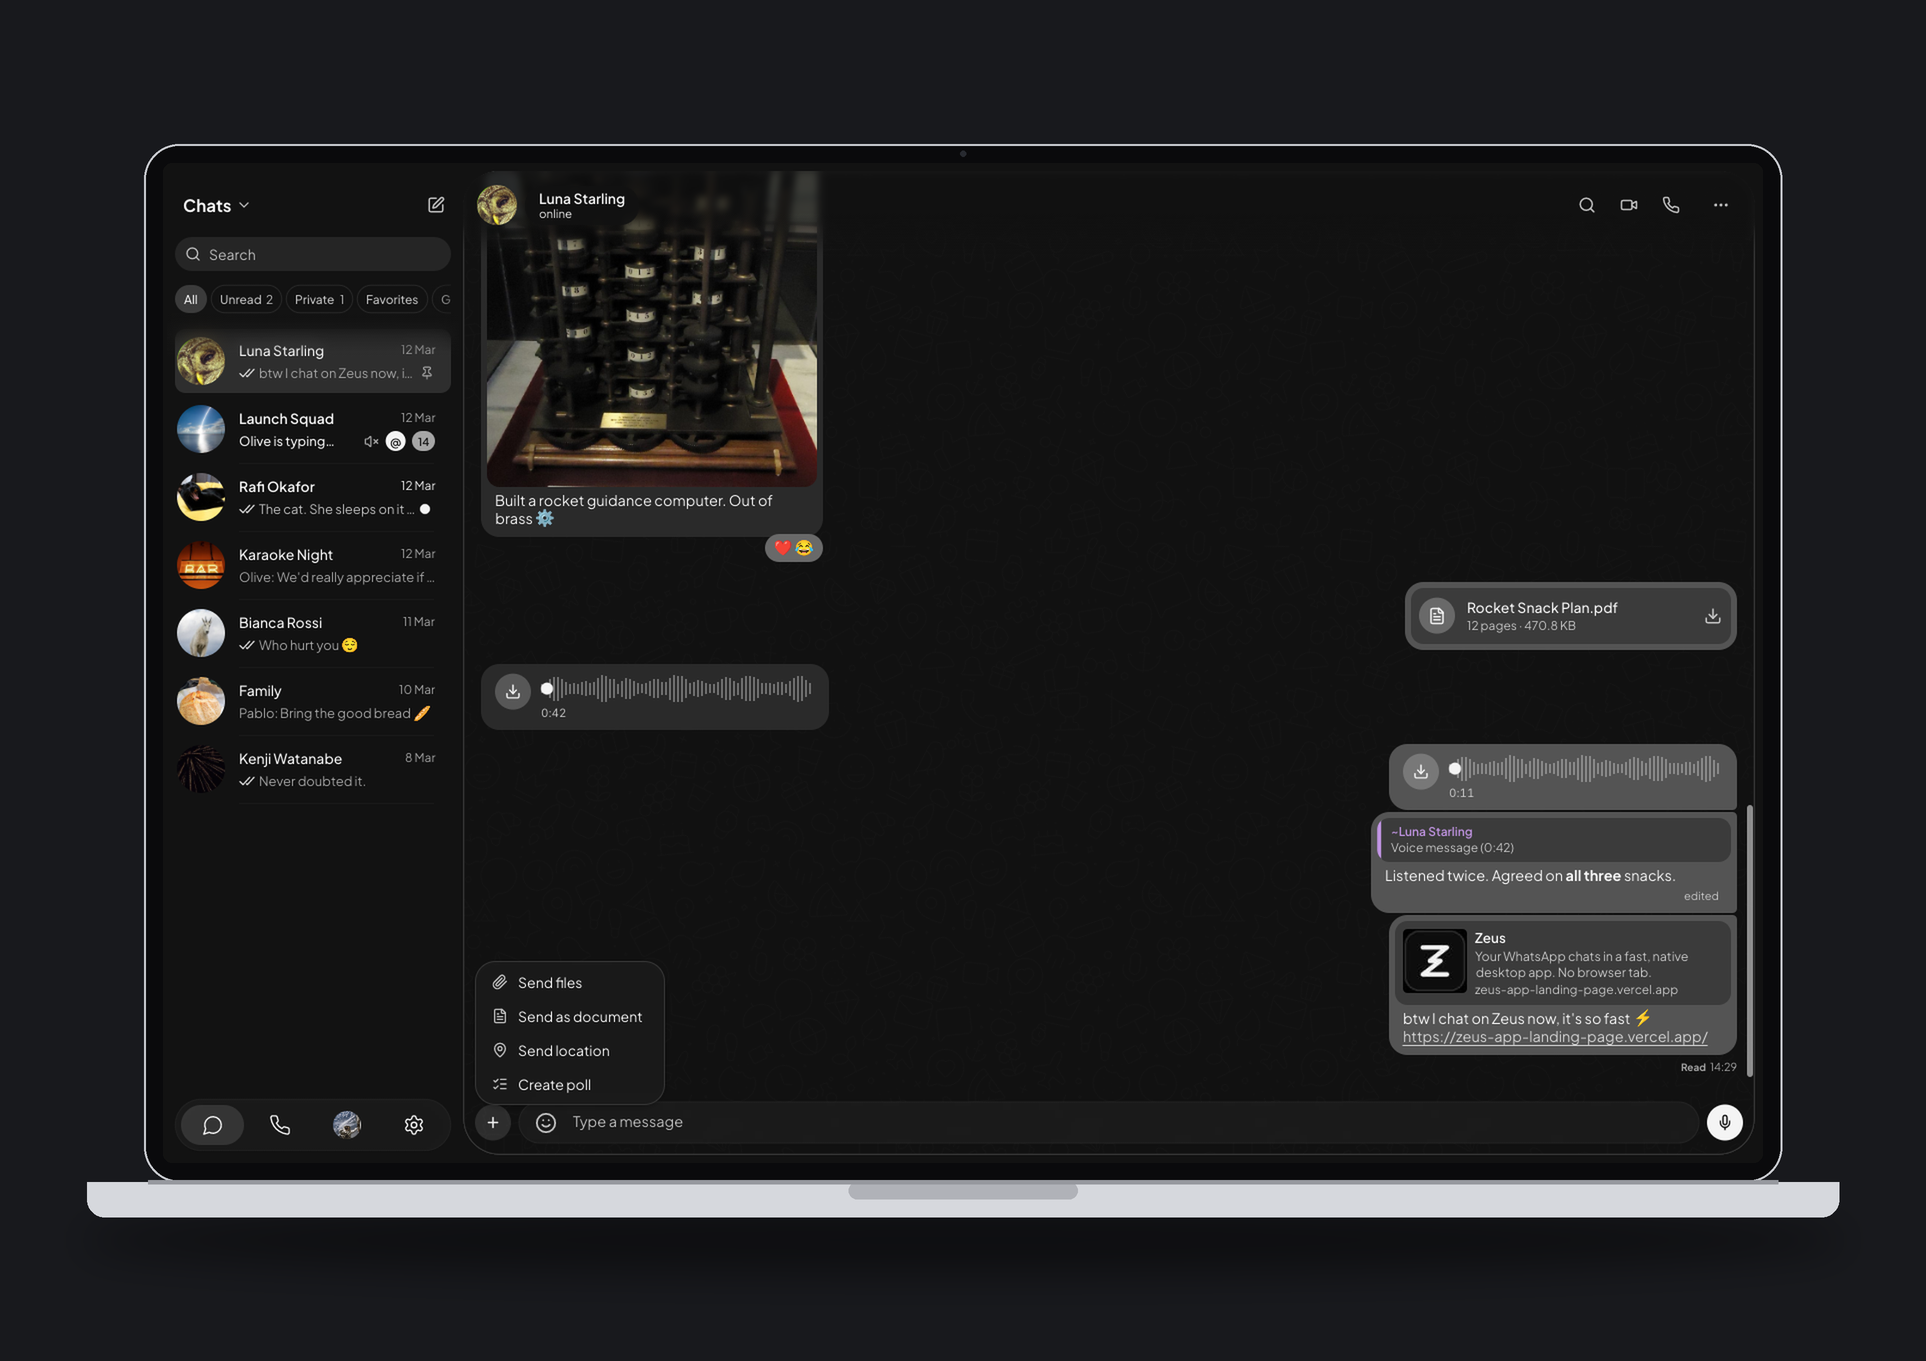 Chats
Search
All
Unread 2
Private 1
Favorites
G
Luna Starling
12 Mar
btw I chat on Zeus now, i...
Launch Squad
12 Mar
Olive is typing...
@
14
Rafi Okafor
12 Mar
The cat. She sleeps on it ...
Karaoke Night
12 Mar
BAR
Olive: We'd really appreciate if ...
Bianca Rossi
11 Mar
Who hurt you 😌
Family
10 Mar
Pablo: Bring the good bread 🥖
Kenji Watanabe
8 Mar
Never doubted it.
Luna Starling
online
Built a rocket guidance computer. Out of
brass ⚙️
❤️😂
Rocket Snack Plan.pdf
12 pages · 470.8 KB
0:42
0:11
~Luna Starling
Voice message (0:42)
Listened twice. Agreed on all three snacks.
edited
Zeus
Your WhatsApp chats in a fast, native
desktop app. No browser tab.
zeus-app-landing-page.vercel.app
btw I chat on Zeus now, it's so fast ⚡
https://zeus-app-landing-page.vercel.app/
Read 14:29
Send files
Send as document
Send location
Create poll
Type a message